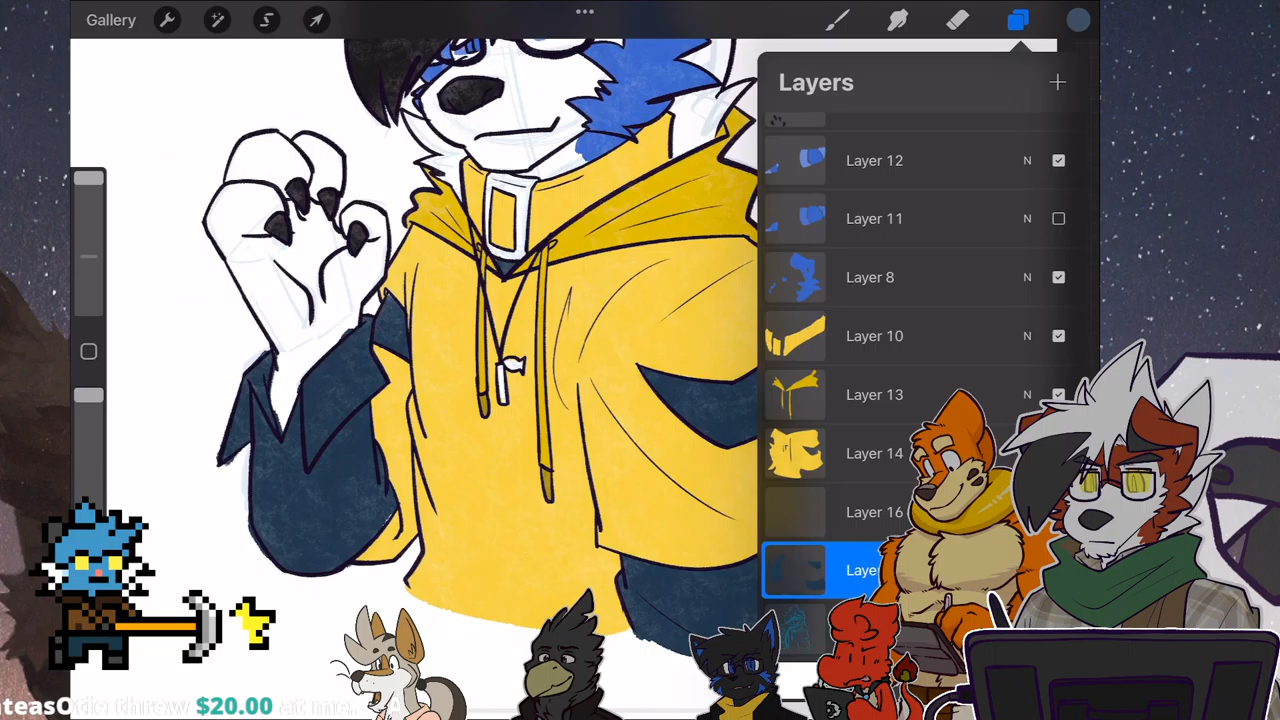 Gallery
Layers
Layer 12 N
Layer 11 N
Layer 8 N
Layer 10 N
Layer 13 N
Layer 14
Layer 16
Laye
threw $20.00 at me.